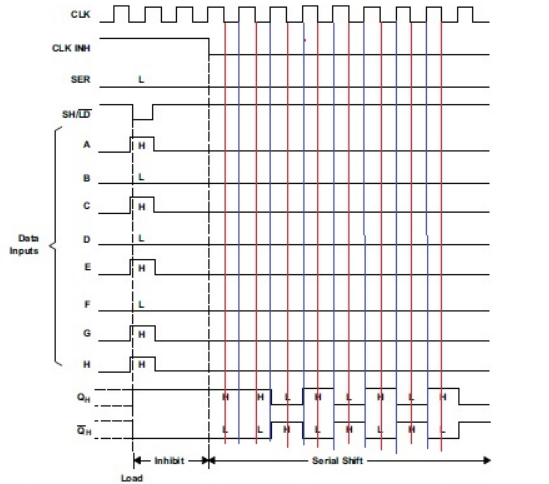 CLK
CLK INH
SER L
SH/LD
A H
B L
C H
D L
Data
Inputs
E H
F L
G H
H H
QH H H L H L H L H
QH L L H L H L H L
Inhibit Serial Shift
Load